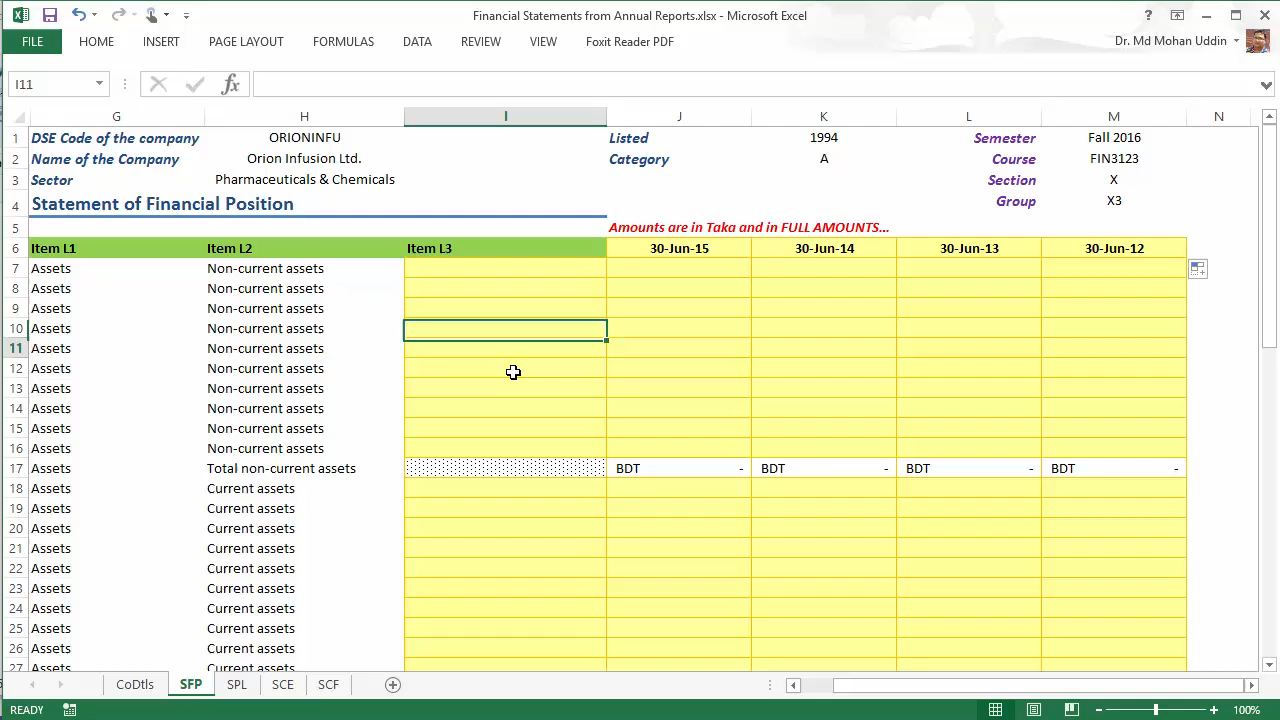 Financial Statements from Annual Reports.xlsx - Microsoft Excel
FILE HOME INSERT PAGE LAYOUT FORMULAS DATA REVIEW VIEW Foxit Reader PDF Dr. Md Mohan Uddin
I11 fx
G H I J K L M N
1 DSE Code of the company ORIONINFU Listed 1994 Semester Fall 2016
2 Name of the Company Orion Infusion Ltd. Category A Course FIN3123
3 Sector Pharmaceuticals & Chemicals Section X
4 Statement of Financial Position Group X3
5 Amounts are in Taka and in FULL AMOUNTS...
6 Item L1 Item L2 Item L3 30-Jun-15 30-Jun-14 30-Jun-13 30-Jun-12
7 Assets Non-current assets
8 Assets Non-current assets
9 Assets Non-current assets
10 Assets Non-current assets
11 Assets Non-current assets
12 Assets Non-current assets
13 Assets Non-current assets
14 Assets Non-current assets
15 Assets Non-current assets
16 Assets Non-current assets
17 Assets Total non-current assets BDT - BDT - BDT - BDT -
18 Assets Current assets
19 Assets Current assets
20 Assets Current assets
21 Assets Current assets
22 Assets Current assets
23 Assets Current assets
24 Assets Current assets
25 Assets Current assets
26 Assets Current assets
27 Assets Current assets
CoDtls SFP SPL SCE SCF
READY 100%